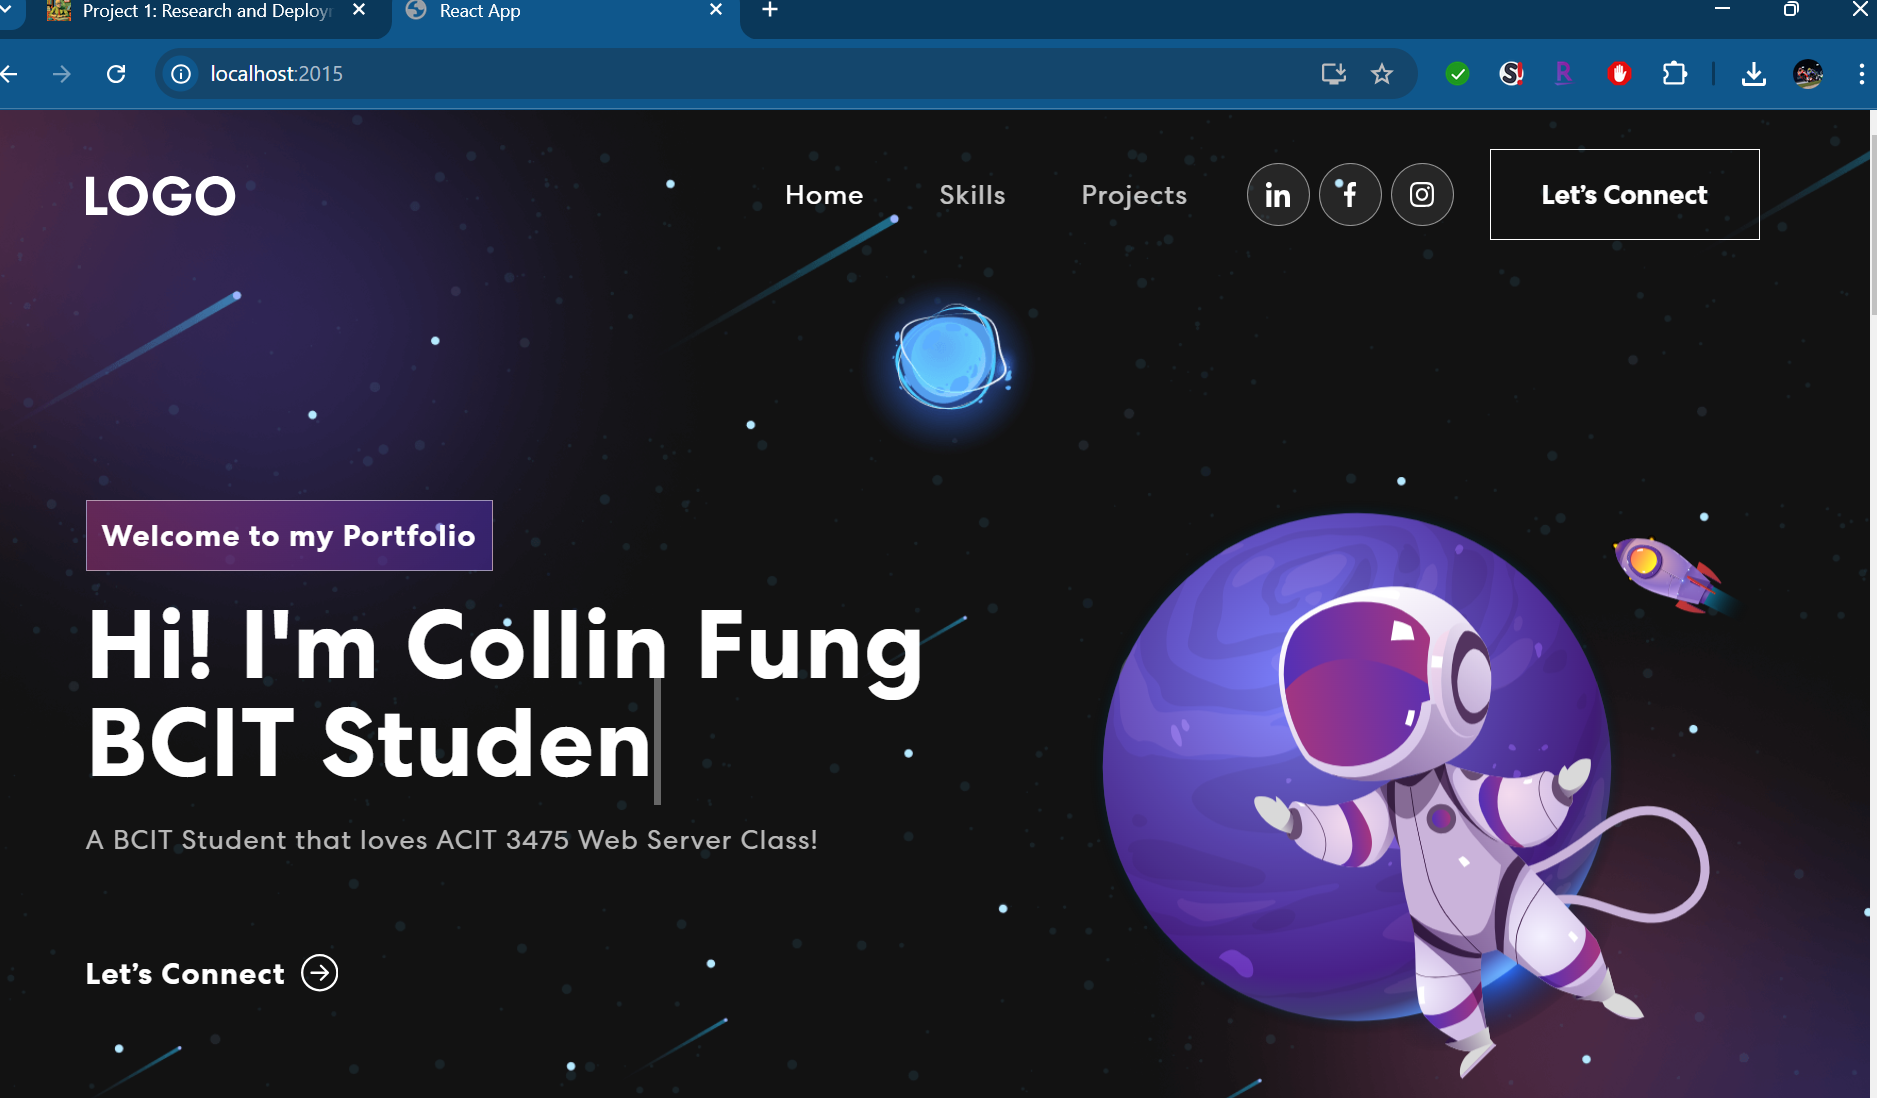 Project 1: Research and Deploy
React App
localhost:2015
LOGO
Home
Skills
Projects
in
f
Let’s Connect
Welcome to my Portfolio
Hi! I'm Collin Fung
BCIT Studen
A BCIT Student that loves ACIT 3475 Web Server Class!
Let’s Connect